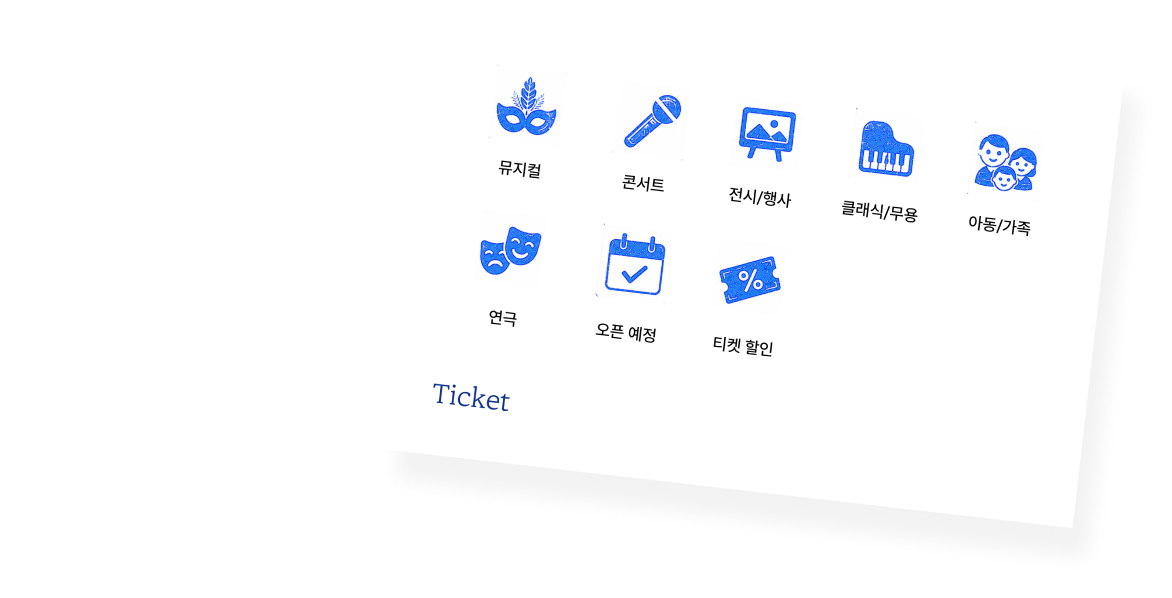 뮤지컬
콘서트
전시/행사
클래식/무용
아동/가족
연극
오픈 예정
티켓 할인
Ticket